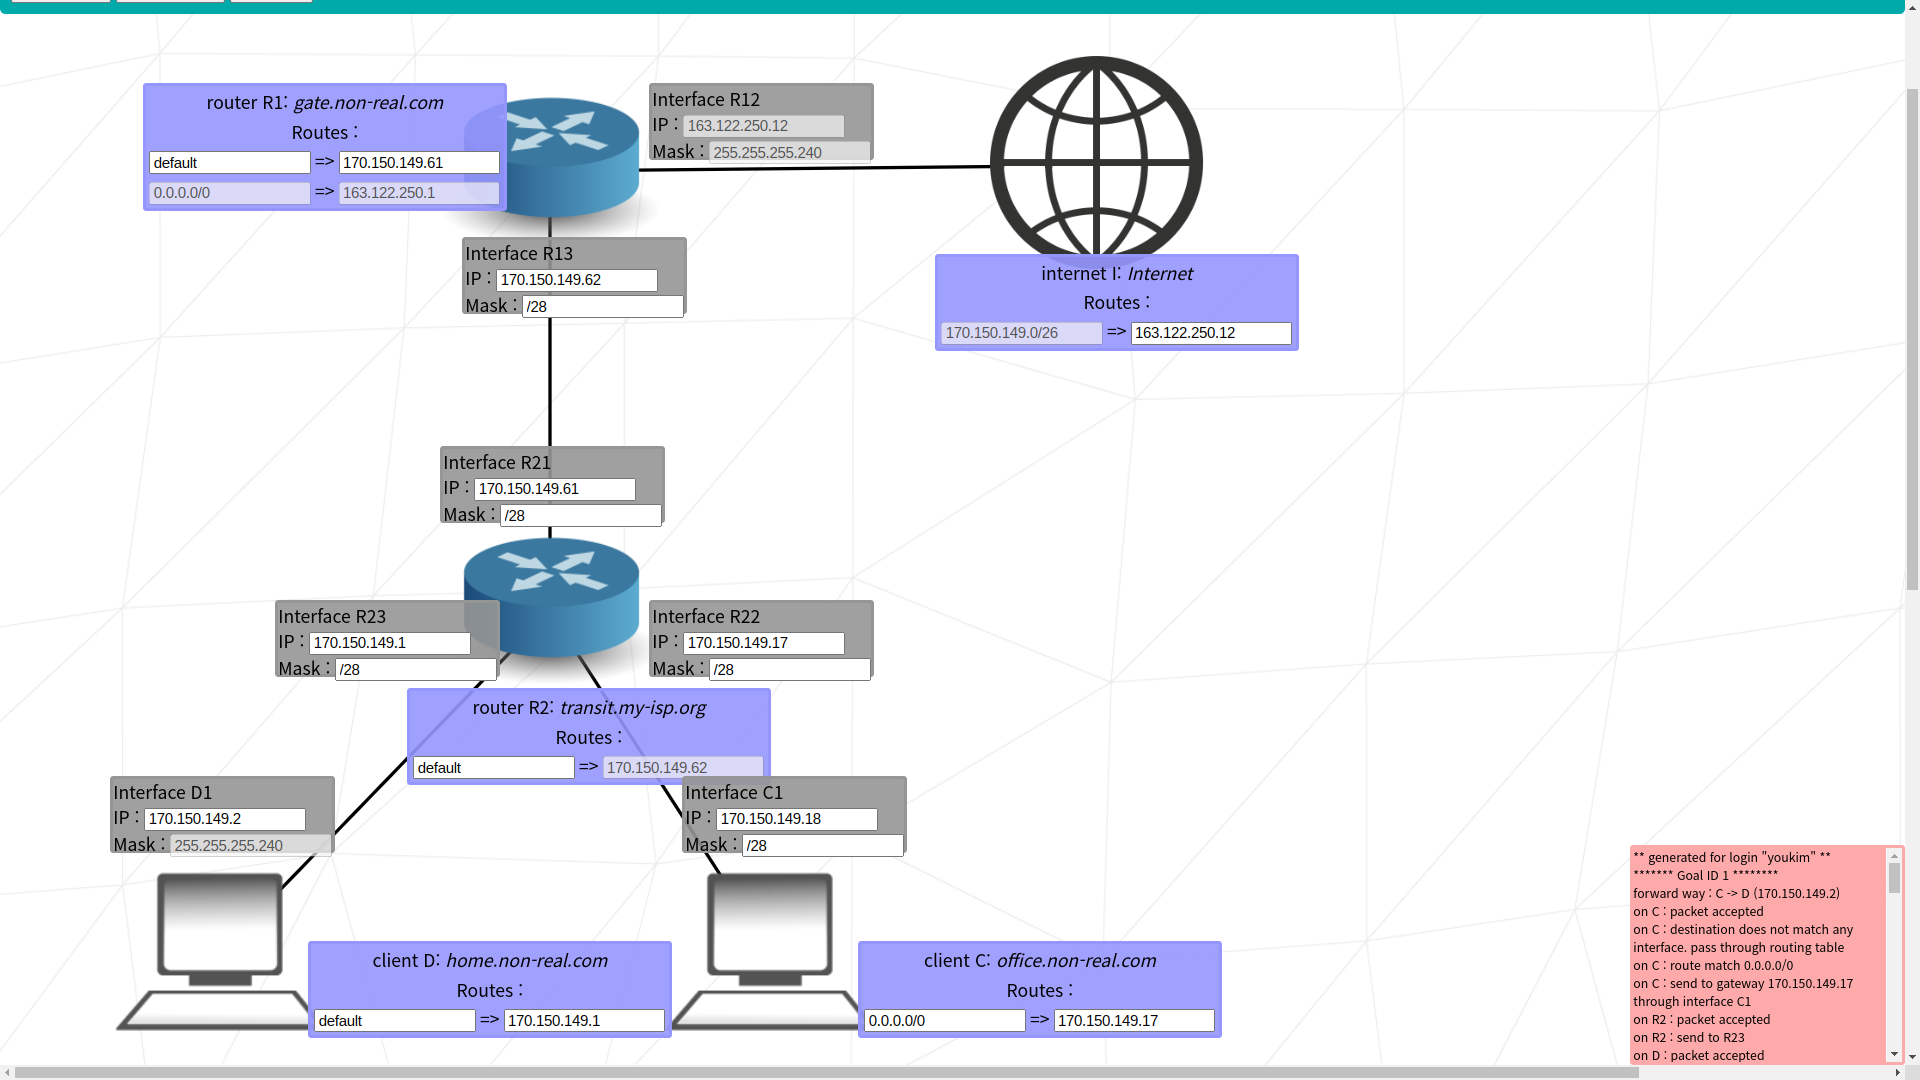 router R1: gate.non-real.com
Routes :
default => 170.150.149.61
0.0.0.0/0 => 163.122.250.1
Interface R12
IP : 163.122.250.12
Mask : 255.255.255.240
Interface R13
IP : 170.150.149.62
Mask : /28
internet I: Internet
Routes :
170.150.149.0/26 => 163.122.250.12
Interface R21
IP : 170.150.149.61
Mask : /28
Interface R23
IP : 170.150.149.1
Mask : /28
Interface R22
IP : 170.150.149.17
Mask : /28
router R2: transit.my-isp.org
Routes :
default => 170.150.149.62
Interface D1
IP : 170.150.149.2
Mask : 255.255.255.240
Interface C1
IP : 170.150.149.18
Mask : /28
client D: home.non-real.com
Routes :
default => 170.150.149.1
client C: office.non-real.com
Routes :
0.0.0.0/0 => 170.150.149.17
** generated for login "youkim" **
******* Goal ID 1 ********
forward way : C -> D (170.150.149.2)
on C : packet accepted
on C : destination does not match any
interface. pass through routing table
on C : route match 0.0.0.0/0
on C : send to gateway 170.150.149.17
through interface C1
on R2 : packet accepted
on R2 : send to R23
on D : packet accepted